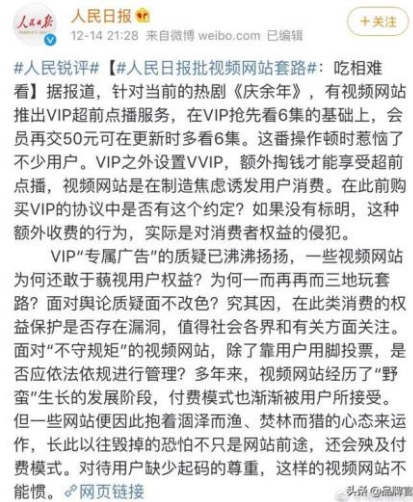 人民日报
人民日报
12-14 21:28 来自微博 weibo.com 已编辑
+关注
#人民锐评#【#人民日报批视频网站套路#：吃相难
看】据报道，针对当前的热剧《庆余年》，有视频网站
推出VIP超前点播服务，在VIP抢先看6集的基础上，会
员再交50元可在更新时多看6集。这番操作顿时惹恼了
不少用户。VIP之外设置VVIP，额外掏钱才能享受超前
点播，视频网站是在制造焦虑诱发用户消费。在此前购
买VIP的协议中是否有这个约定？如果没有标明，这种
额外收费的行为，实际是对消费者权益的侵犯。
VIP“专属广告”的质疑已沸沸扬扬，一些视频网站
为何还敢于藐视用户权益？为何一而再再而三地玩套
路？面对舆论质疑面不改色？究其因，在此类消费的权
益保护是否存在漏洞，值得社会各界和有关方面关注。
面对“不守规矩”的视频网站，除了靠用户用脚投票，是
否应依法依规进行管理？多年来，视频网站经历了“野
蛮”生长的发展阶段，付费模式也渐渐被用户所接受。
但一些网站便因此抱着涸泽而渔、焚林而猎的心态来运
作，长此以往毁掉的恐怕不只是网站前途，还会殃及付
费模式。对待用户缺少起码的尊重，这样的视频网站不
能惯。网页链接
头条 @品牌官